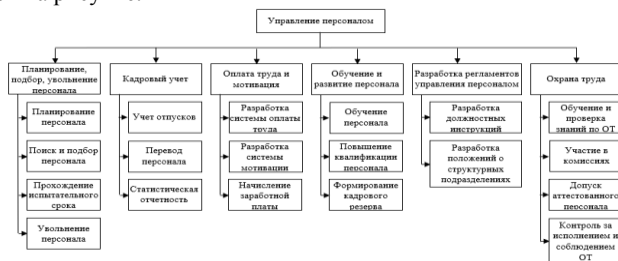 Управление персоналом
Планирование,
подбор, увольнение
персонала
Кадровый учет
Оплата труда и
мотивация
Обучение и
развитие персонала
Разработка регламентов
управления персоналом
Охрана труда
Планирование
персонала
Поиск и подбор
персонала
Прохождение
испытательного
срока
Увольнение
персонала
Учет отпусков
Перевод
персонала
Статистическая
отчетность
Разработка
системы оплаты
труда
Разработка
системы
мотивации
Начисление
заработной
платы
Обучение
персонала
Повышение
квалификации
персонала
Формирование
кадрового
резерва
Разработка
должностных
инструкций
Разработка
положений о
структурных
подразделениях
Обучение и
проверка
знаний по ОТ
Участие в
комиссиях
Допуск
аттестованного
персонала
Контроль за
исполнением и
соблюдением
ОТ